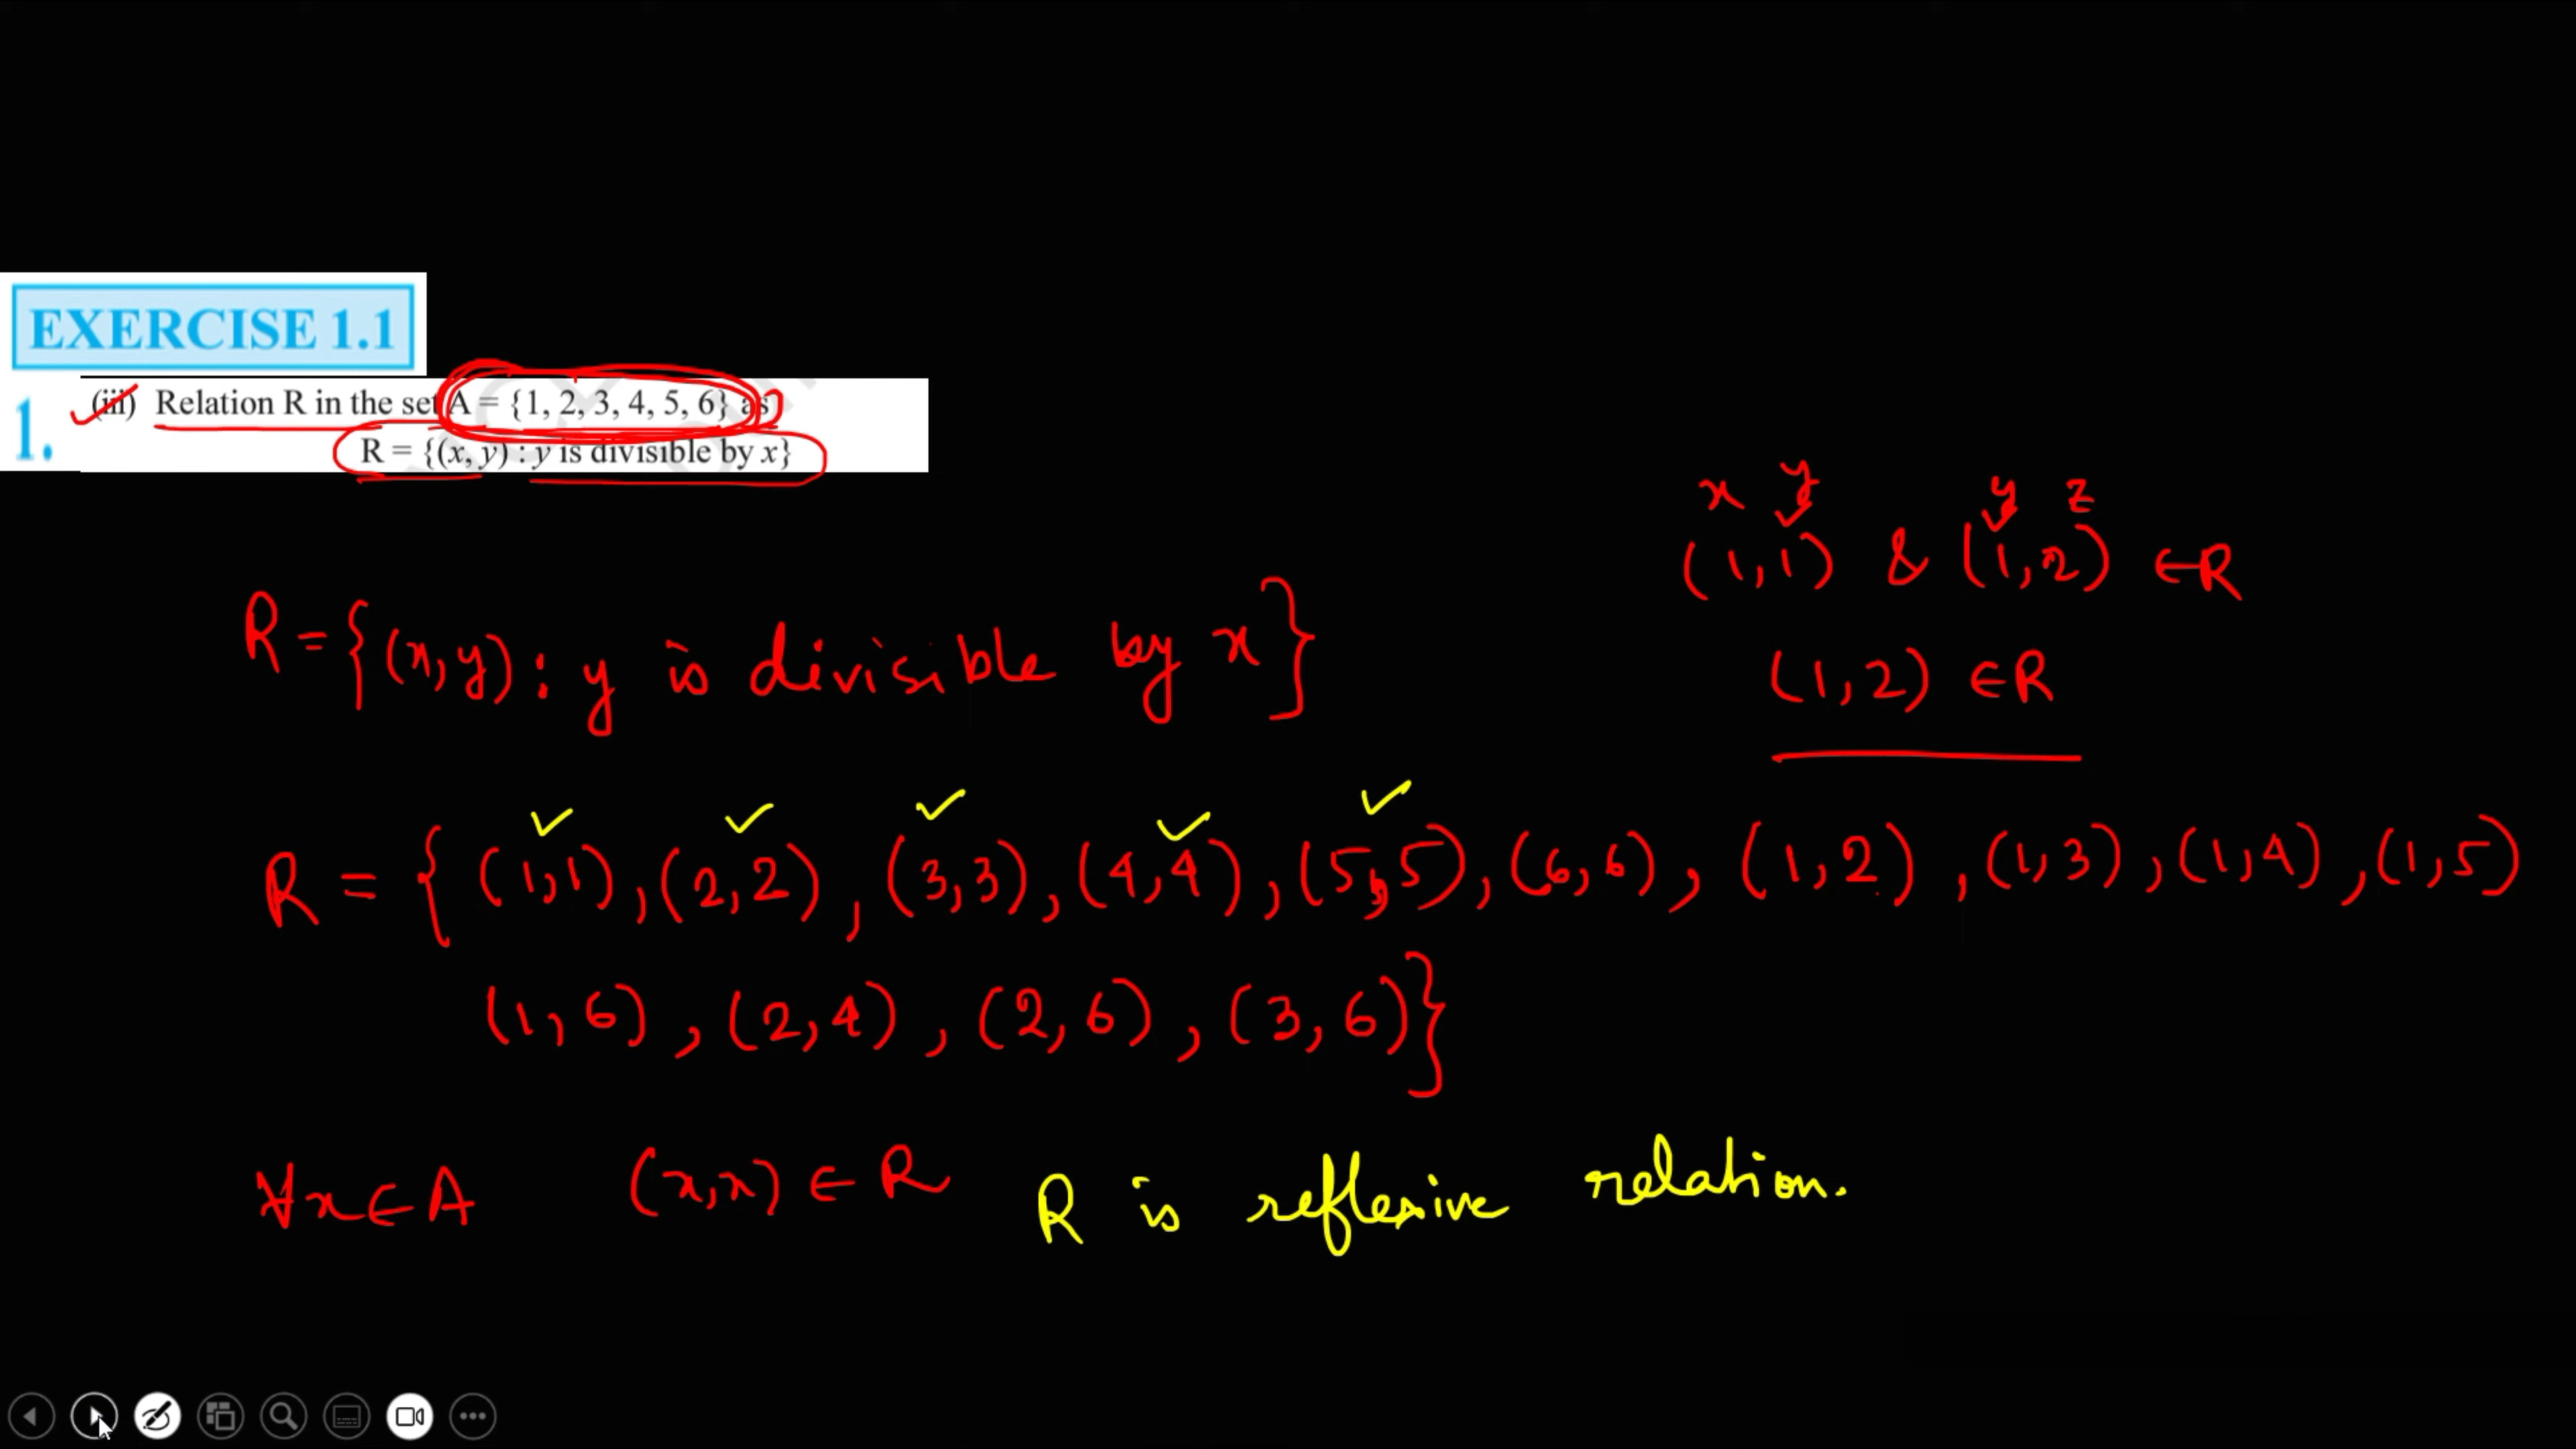 EXERCISE 1.1
1. (iii) Relation R in the set A = {1, 2, 3, 4, 5, 6} as
R = {(x, y) : y is divisible by x}
x y y z
(1,1) & (1,2) ∈R
R = {(x,y) : y is divisible by x}
(1,2) ∈R
R = { (1,1), (2,2), (3,3), (4,4), (5,5), (6,6), (1,2), (1,3), (1,4), (1,5)
(1,6), (2,4), (2,6), (3,6)}
∀x∈A (x,x) ∈ R R is reflexive relation.